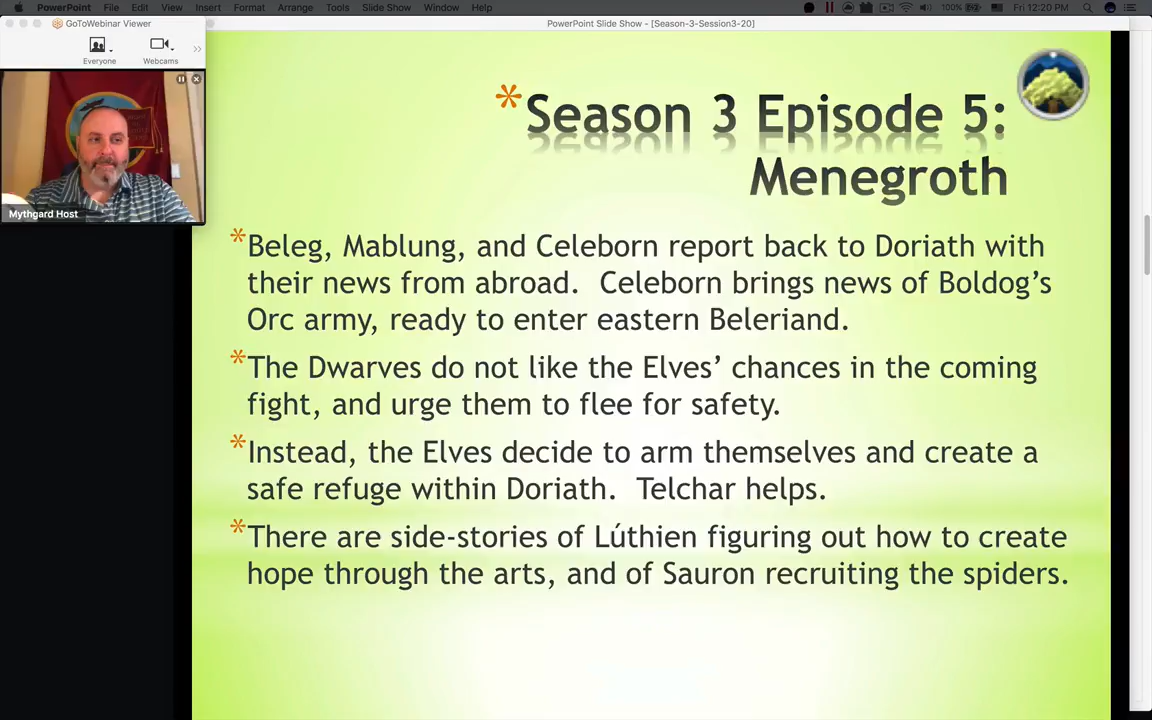 PowerPoint File Edit View Insert Format Arrange Tools Slide Show Window Help 100% Fri 12:20 PM
GoToWebinar Viewer
PowerPoint Slide Show - [Season-3-Session3-20]
Everyone Webcams
Mythgard Host
*Season 3 Episode 5:
Menegroth
*Beleg, Mablung, and Celeborn report back to Doriath with
their news from abroad. Celeborn brings news of Boldog’s
Orc army, ready to enter eastern Beleriand.
*The Dwarves do not like the Elves’ chances in the coming
fight, and urge them to flee for safety.
*Instead, the Elves decide to arm themselves and create a
safe refuge within Doriath. Telchar helps.
*There are side-stories of Lúthien figuring out how to create
hope through the arts, and of Sauron recruiting the spiders.